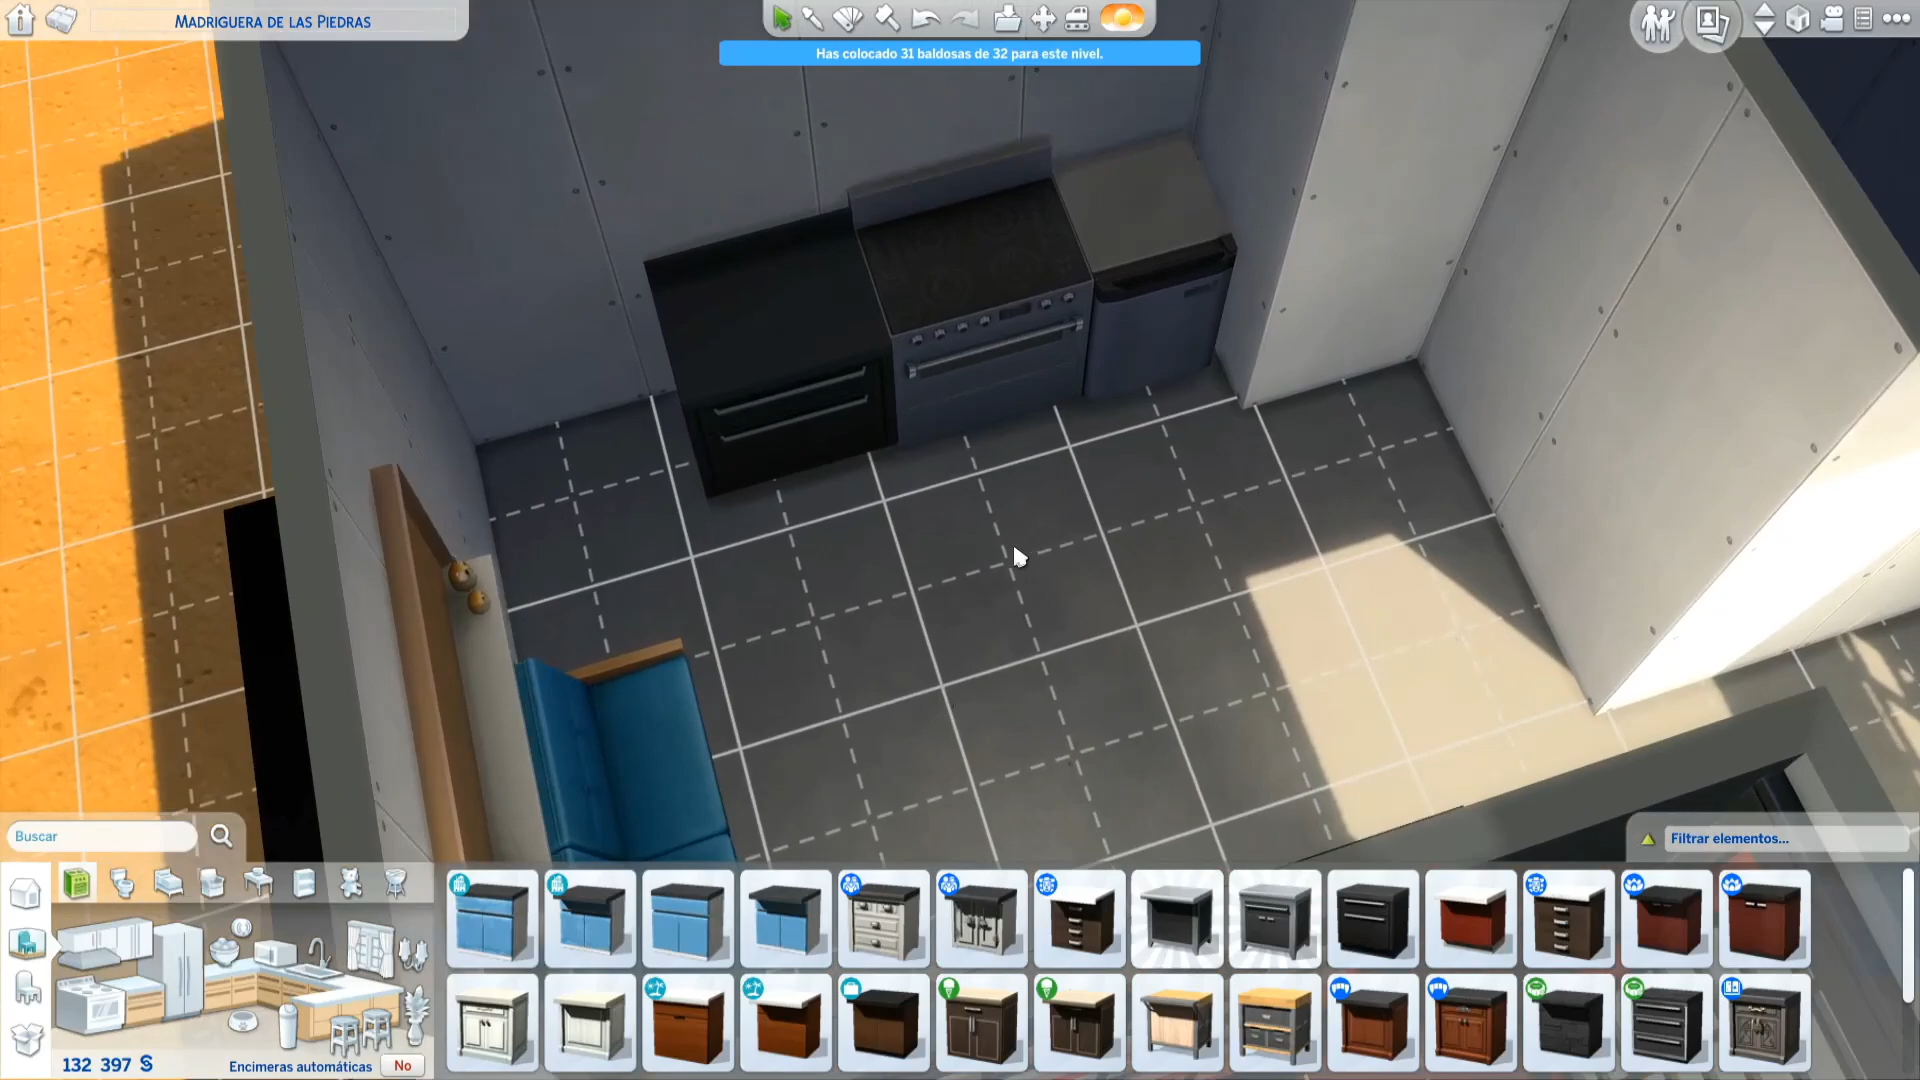 Madriguera de las Piedras
Has colocado 31 baldosas de 32 para este nivel.
Buscar
Filtrar elementos...
132 397 §
Encimeras automáticas
No